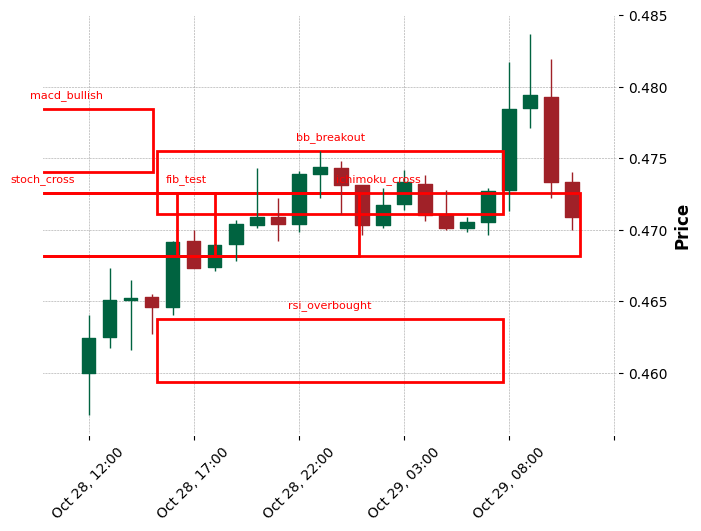 0.485
macd_bullish
0.480
bb_breakout
0.475
stoch_cross
fib_test
ichimoku_cross
0.470
Price
rsi_overbought
0.465
0.460
Oct 28, 12:00
Oct 28, 17:00
Oct 28, 22:00
Oct 29, 03:00
Oct 29, 08:00